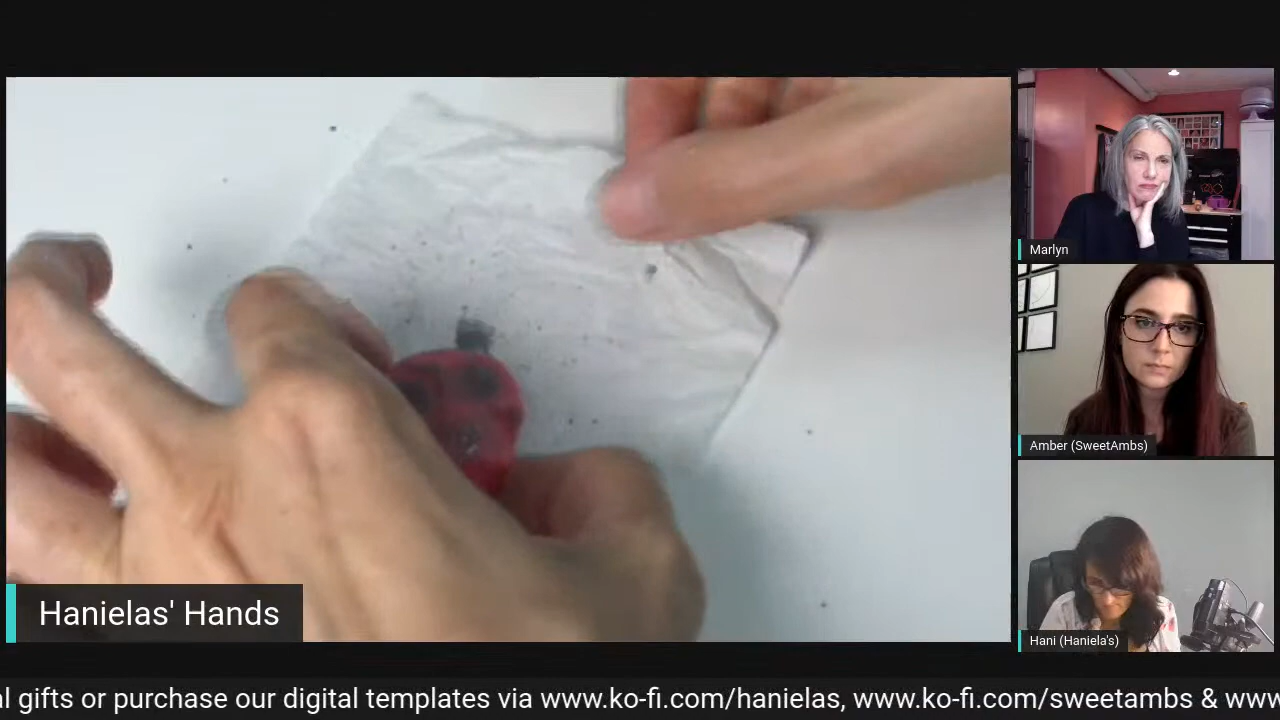 Marlyn
Amber (SweetAmbs)
Hanielas' Hands
Hani (Haniela's)
al gifts or purchase our digital templates via www.ko-fi.com/hanielas, www.ko-fi.com/sweetambs & www